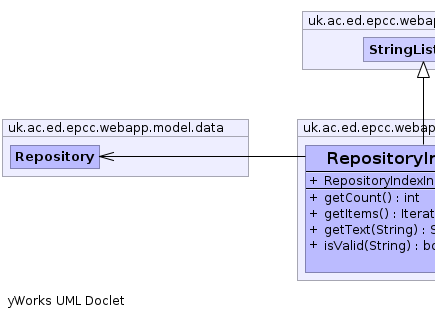 uk.ac.ed.epcc.webap
StringList
uk.ac.ed.epcc.webapp.model.data
Repository
uk.ac.ed.epcc.webap
RepositoryIn
+ RepositoryIndexIn
+ getCount() : int
+ getItems() : Iterat
+ getText(String) : S
+ isValid(String) : bo
yWorks UML Doclet